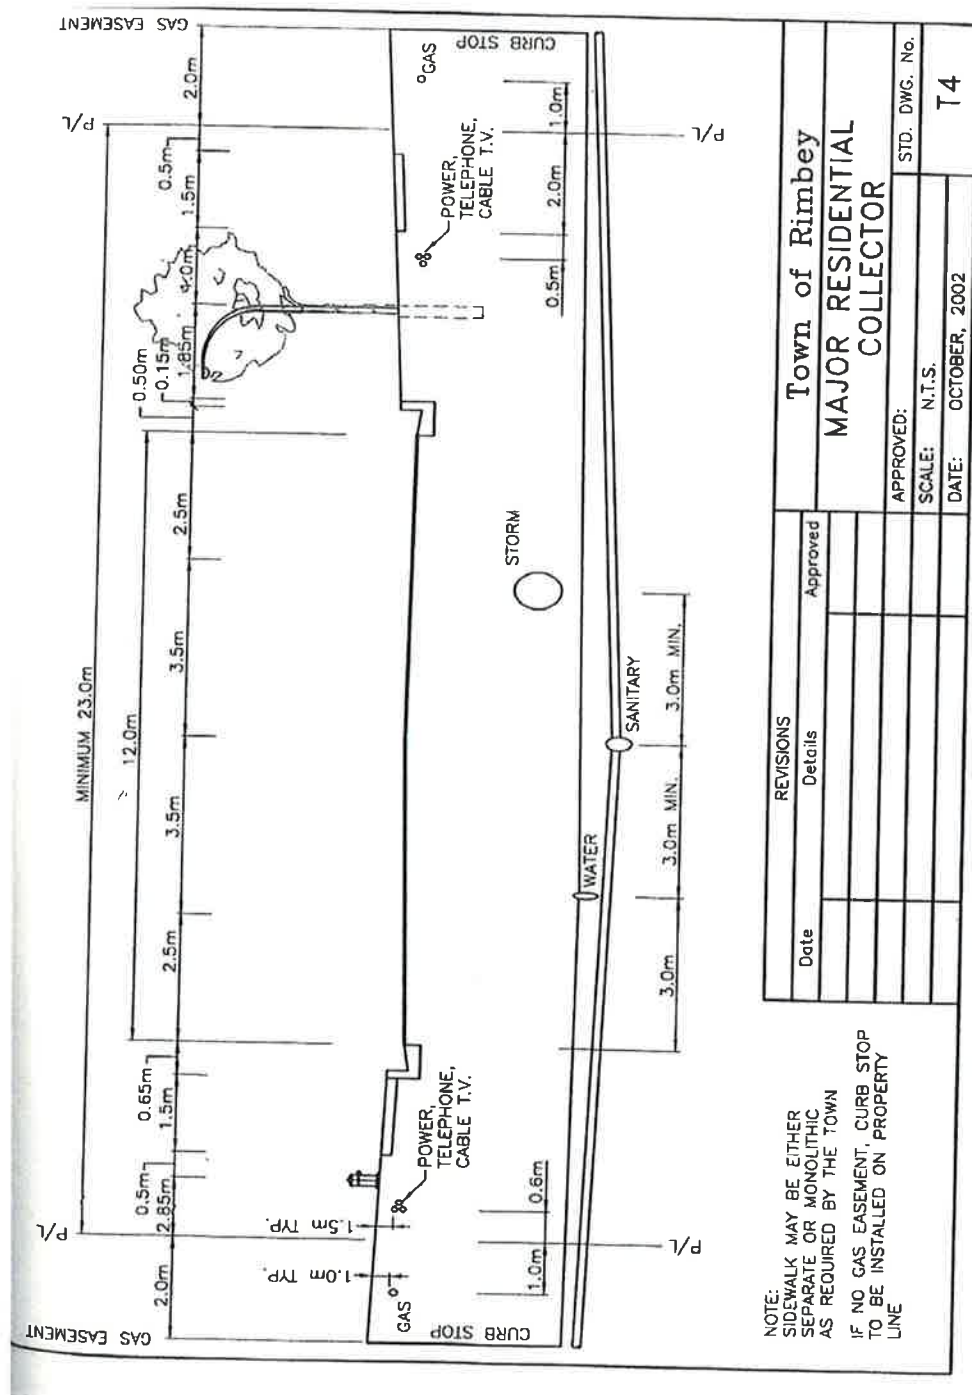 GAS EASEMENT
P/L
MINIMUM 23.0m
P/L
GAS EASEMENT
12.0m
0.50m
0.15m
2.0m
0.5m
2.85m
0.65m
1.5m
2.5m
3.5m
3.5m
2.5m
1.85m
4.0m
1.5m
0.5m
2.0m
1.0m TYP.
1.5m TYP.
GAS
CURB STOP
POWER,
TELEPHONE,
CABLE T.V.
STORM
POWER,
TELEPHONE,
CABLE T.V.
GAS
CURB STOP
1.0m
0.6m
WATER
SANITARY
0.5m
2.0m
1.0m
P/L
3.0m
3.0m MIN.
3.0m MIN.
P/L
NOTE:
SIDEWALK MAY BE EITHER
SEPARATE OR MONOLITHIC
AS REQUIRED BY THE TOWN
IF NO GAS EASEMENT, CURB STOP
TO BE INSTALLED ON PROPERTY
LINE
REVISIONS
Date Details Approved
Town of Rimbey
MAJOR RESIDENTIAL
COLLECTOR
APPROVED:
SCALE: N.T.S.
DATE: OCTOBER, 2002
STD. DWG. No.
T4